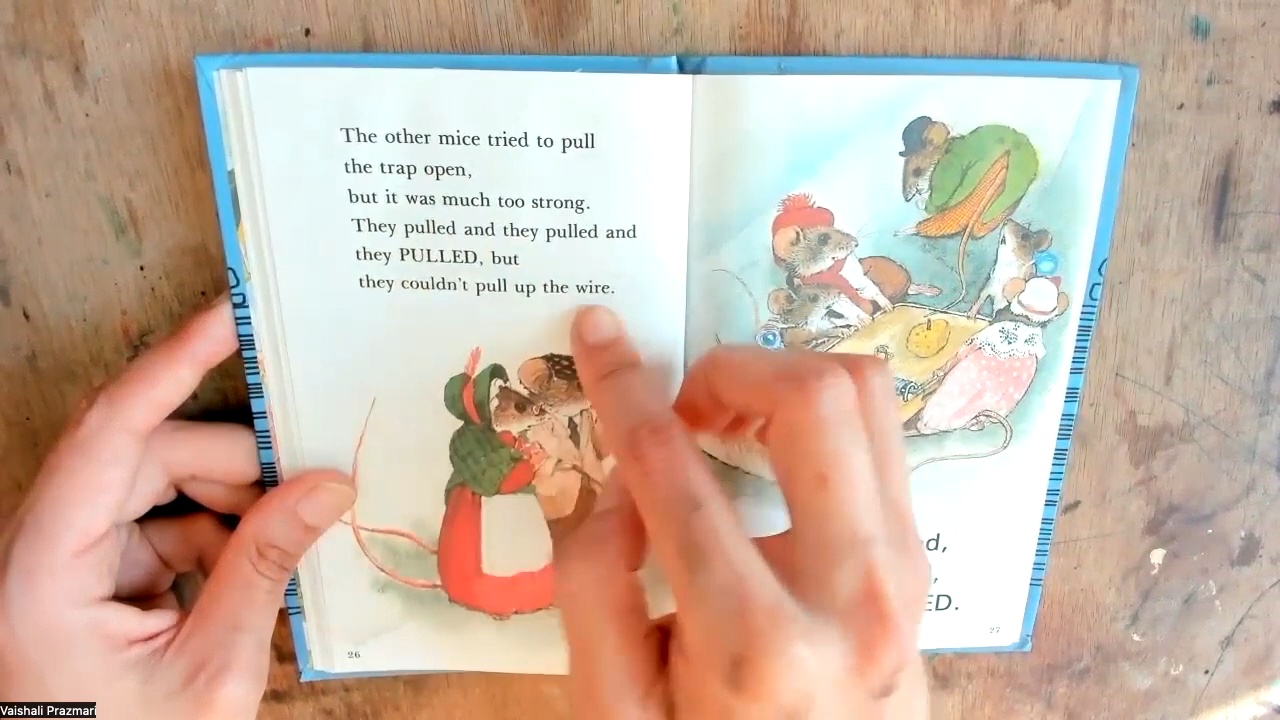 The other mice tried to pull
the trap open,
but it was much too strong.
They pulled and they pulled and
they PULLED, but
they couldn't pull up the wire.
26
27
Vaishali Prazmari